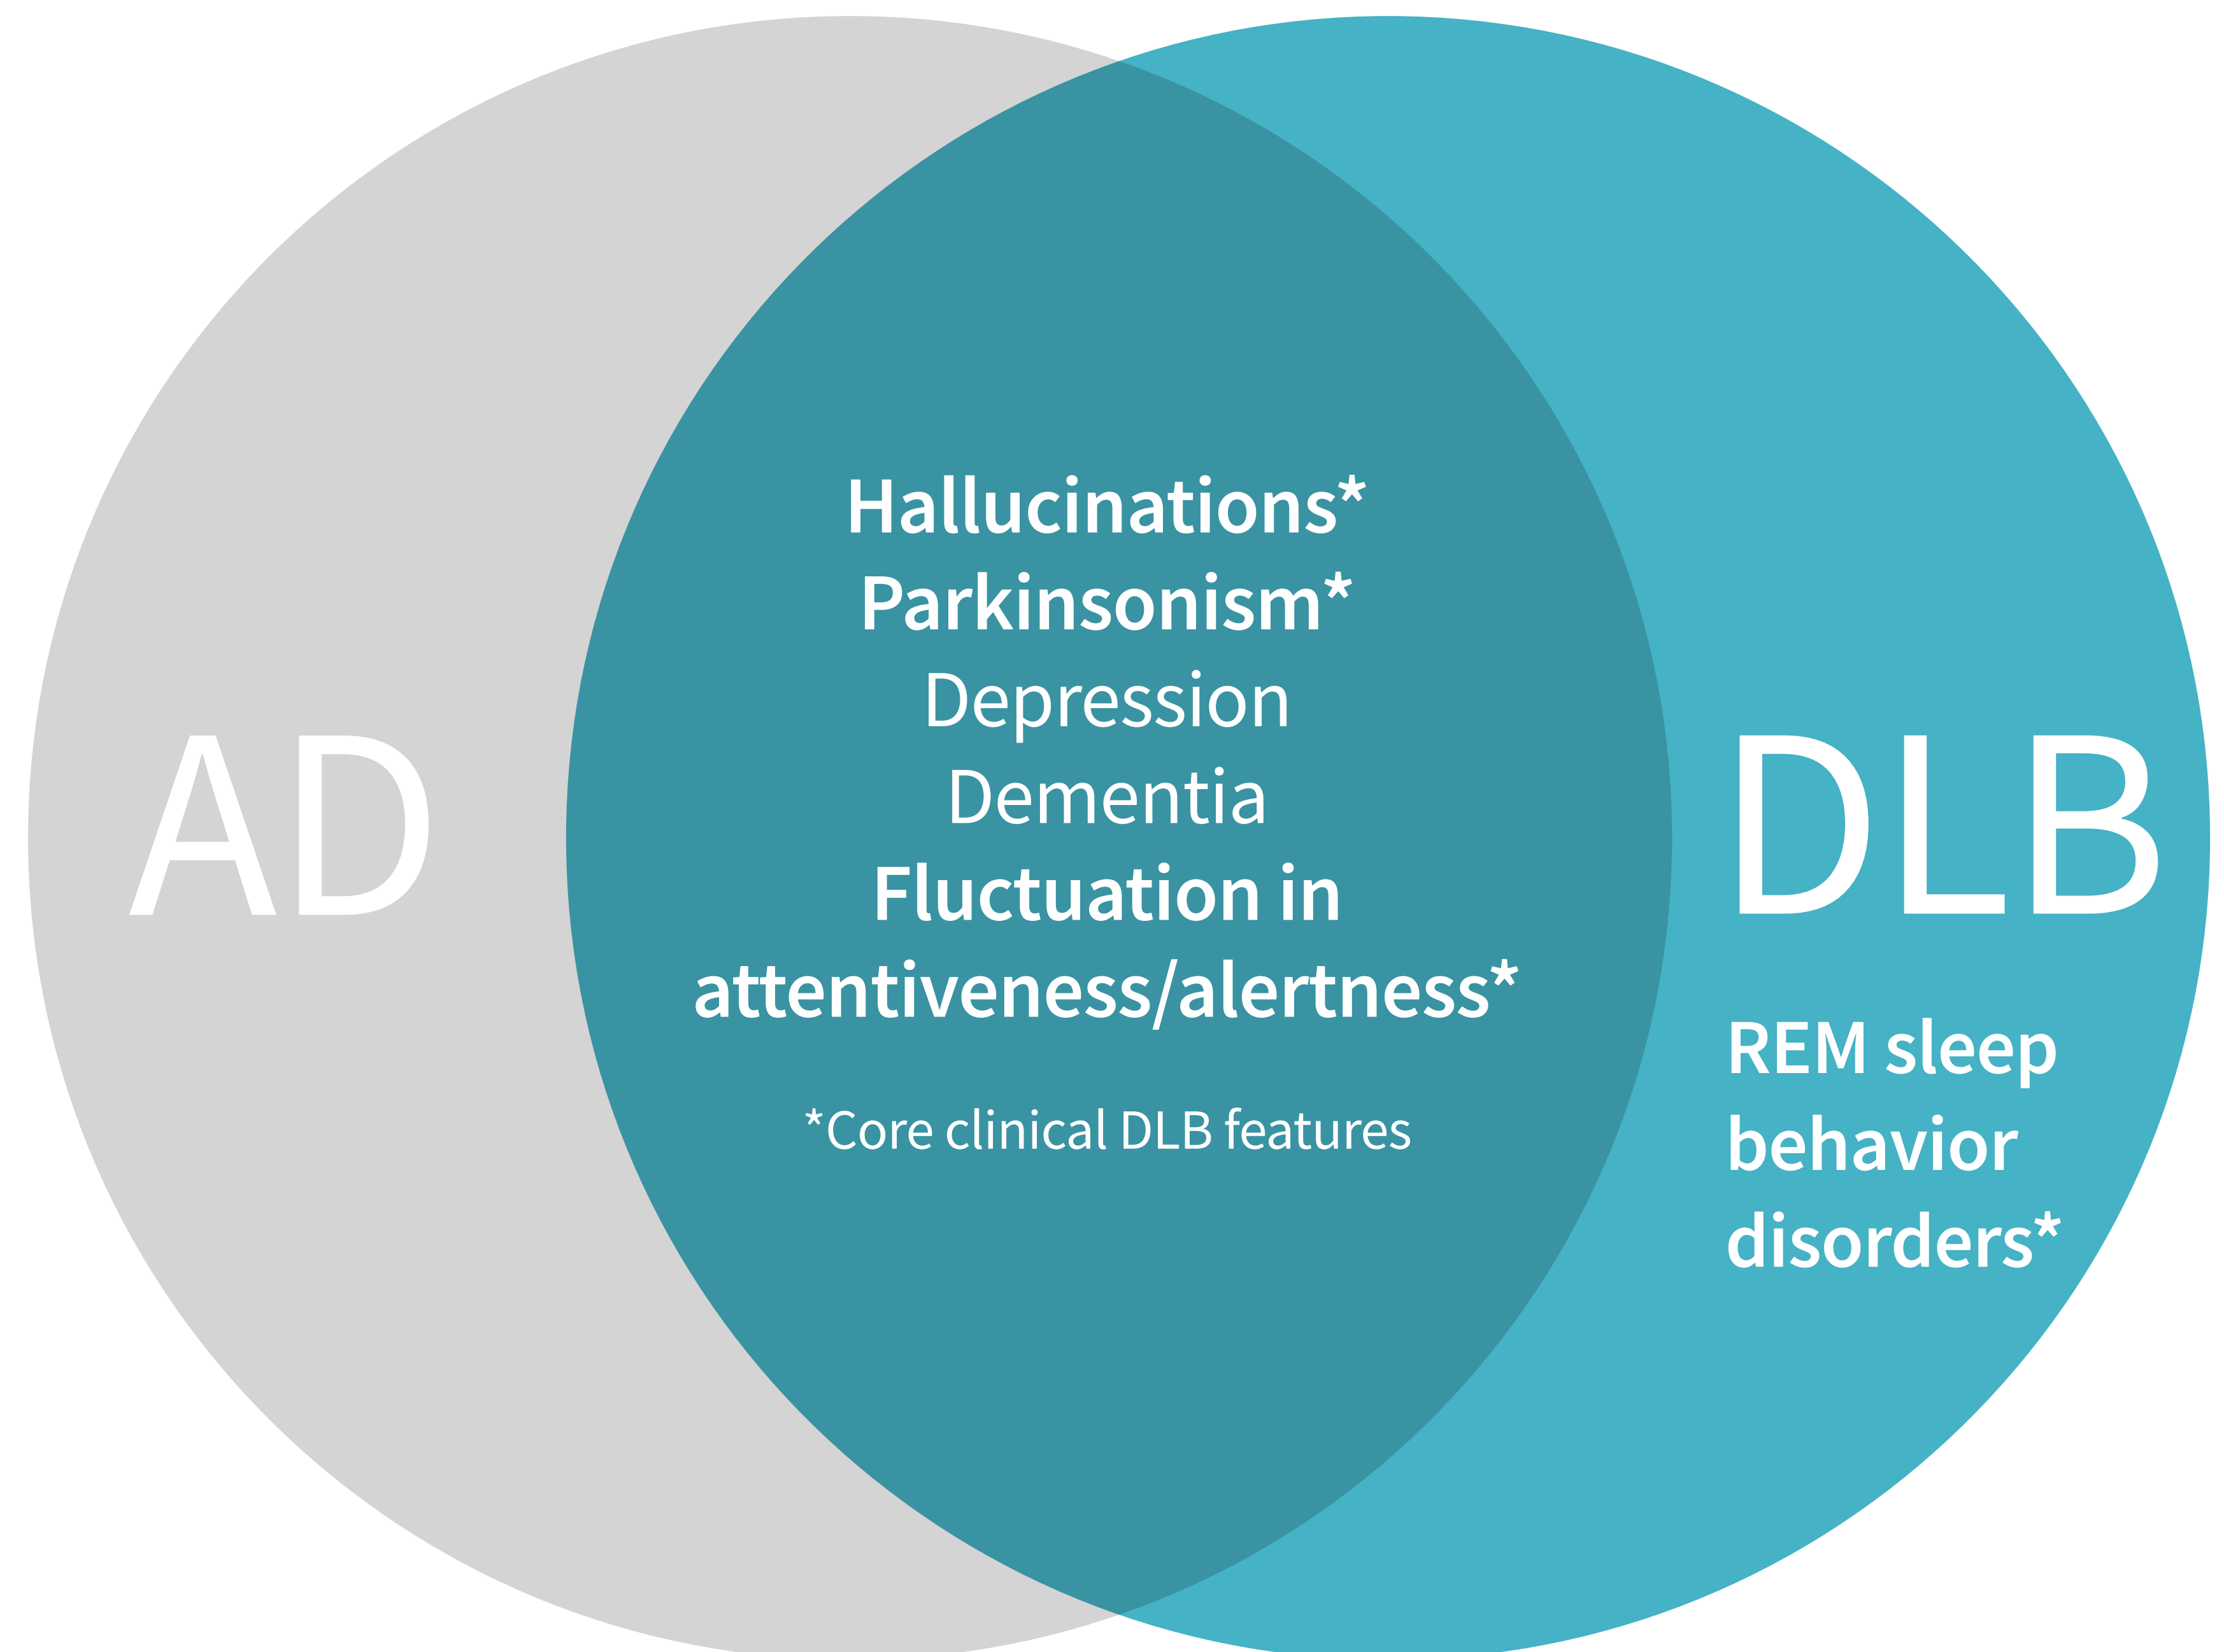 AD
Hallucinations*
Parkinsonism*
Depression
Dementia
Fluctuation in
attentiveness/alertness*
*Core clinical DLB features
DLB
REM sleep
behavior
disorders*